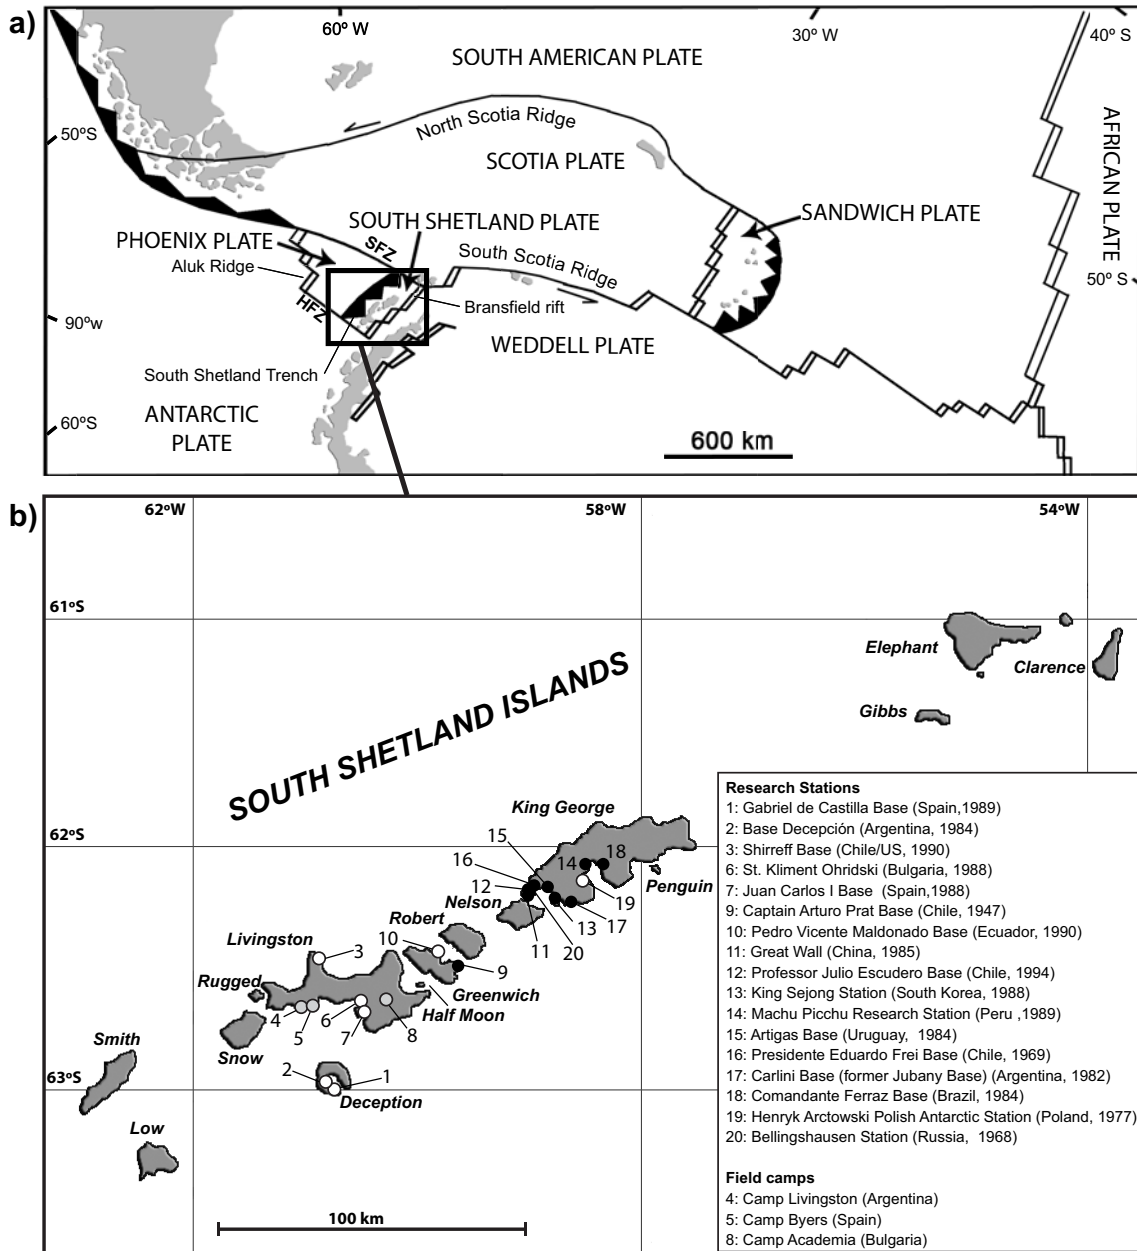 a)
60º W
30º W
40º S
SOUTH AMERICAN PLATE
50ºS
North Scotia Ridge
SCOTIA PLATE
AFRICAN PLATE
SANDWICH PLATE
SOUTH SHETLAND PLATE
PHOENIX PLATE
SFZ
South Scotia Ridge
Aluk Ridge
50º S
HFZ
Bransfield rift
90ºw
WEDDELL PLATE
South Shetland Trench
ANTARCTIC
PLATE
60ºS
600 km
b)
62ºW
58ºW
54ºW
61ºS
Elephant
Clarence
Gibbs
SOUTH SHETLAND ISLANDS
King George
62ºS
15
16
14
18
12
Nelson
19
Penguin
Robert
13
17
10
11
20
Livingston
3
9
Rugged
Greenwich
Half Moon
4
5
6
7
8
Snow
Smith
63ºS
2
1
Deception
Low
100 km
Research Stations
1: Gabriel de Castilla Base (Spain,1989)
2: Base Decepción (Argentina, 1984)
3: Shirreff Base (Chile/US, 1990)
6: St. Kliment Ohridski (Bulgaria, 1988)
7: Juan Carlos I Base (Spain,1988)
9: Captain Arturo Prat Base (Chile, 1947)
10: Pedro Vicente Maldonado Base (Ecuador, 1990)
11: Great Wall (China, 1985)
12: Professor Julio Escudero Base (Chile, 1994)
13: King Sejong Station (South Korea, 1988)
14: Machu Picchu Research Station (Peru ,1989)
15: Artigas Base (Uruguay, 1984)
16: Presidente Eduardo Frei Base (Chile, 1969)
17: Carlini Base (former Jubany Base) (Argentina, 1982)
18: Comandante Ferraz Base (Brazil, 1984)
19: Henryk Arctowski Polish Antarctic Station (Poland, 1977)
20: Bellingshausen Station (Russia, 1968)
Field camps
4: Camp Livingston (Argentina)
5: Camp Byers (Spain)
8: Camp Academia (Bulgaria)